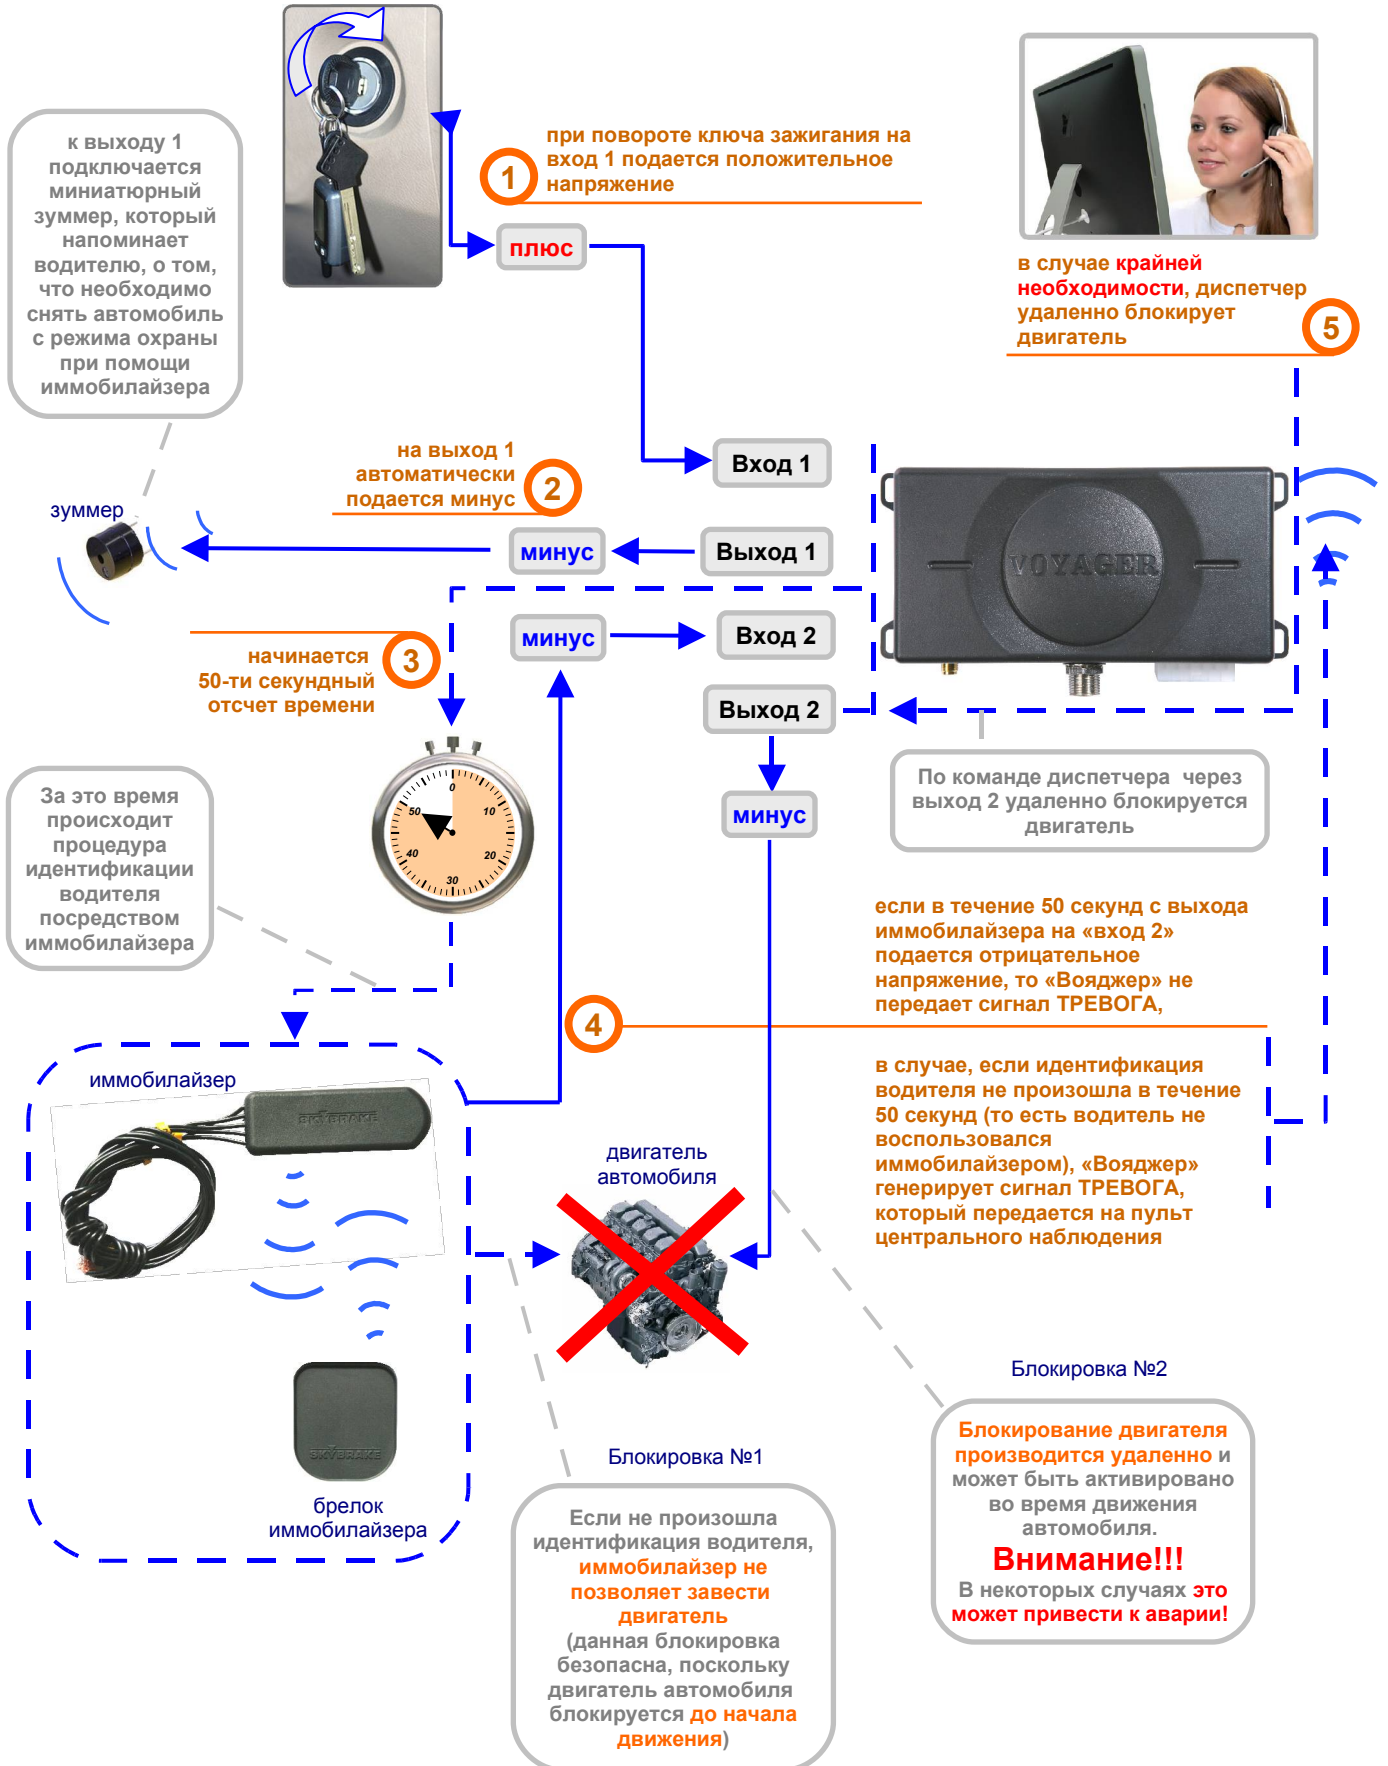 к выходу 1
подключается
миниатюрный
зуммер, который
напоминает
водителю, о том,
что необходимо
снять автомобиль
с режима охраны
при помощи
иммобилайзера
1
при повороте ключа зажигания на
вход 1 подается положительное
напряжение
плюс
в случае крайней
необходимости, диспетчер
удаленно блокирует
двигатель
5
на выход 1
автоматически
подается минус
2
Вход 1
зуммер
минус
Выход 1
VOYAGER
минус
Вход 2
начинается
50-ти секундный
отсчет времени
3
Выход 2
минус
По команде диспетчера через
выход 2 удаленно блокируется
двигатель
0
10
20
30
40
50
За это время
происходит
процедура
идентификации
водителя
посредством
иммобилайзера
4
если в течение 50 секунд с выхода
иммобилайзера на «вход 2»
подается отрицательное
напряжение, то «Вояджер» не
передает сигнал ТРЕВОГА,
в случае, если идентификация
водителя не произошла в течение
50 секунд (то есть водитель не
воспользовался
иммобилайзером), «Вояджер»
генерирует сигнал ТРЕВОГА,
который передается на пульт
центрального наблюдения
иммобилайзер
SKYBRAKE
двигатель
автомобиля
SKYBRAKE
брелок
иммобилайзера
Блокировка №1
Если не произошла
идентификация водителя,
иммобилайзер не
позволяет завести
двигатель
(данная блокировка
безопасна, поскольку
двигатель автомобиля
блокируется до начала
движения)
Блокировка №2
Блокирование двигателя
производится удаленно и
может быть активировано
во время движения
автомобиля.
Внимание!!!
В некоторых случаях это
может привести к аварии!